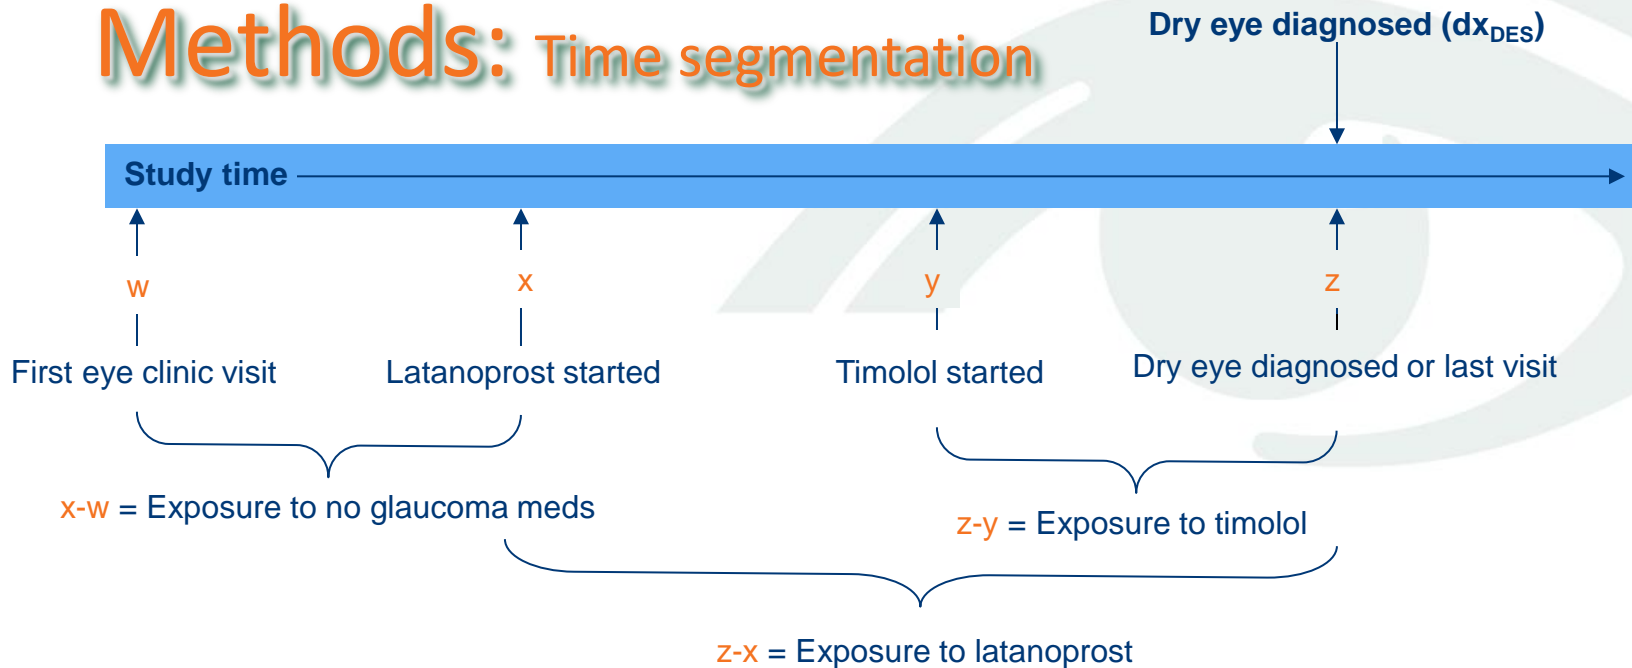 Methods: Time segmentation
Dry eye diagnosed (dxDES)
Study time
w
x
y
z
First eye clinic visit
Latanoprost started
Timolol started
Dry eye diagnosed or last visit
x-w = Exposure to no glaucoma meds
z-y = Exposure to timolol
z-x = Exposure to latanoprost